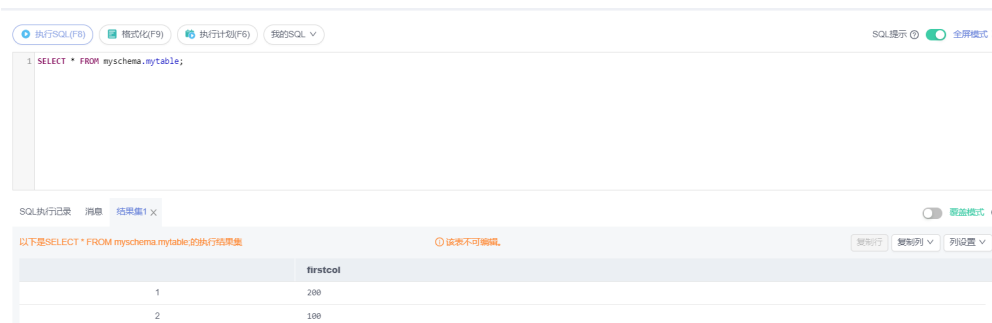 执行SQL(F8) 格式化(F9) 执行计划(F6) 我的SQL SQL提示 全屏模式
1 SELECT * FROM myschema.mytable;
SQL执行记录 消息 结果集1 X 覆盖模式
以下是SELECT * FROM myschema.mytable;的执行结果集 该表不可编辑。 复制行 复制列 列设置
firstcol
1 200
2 100